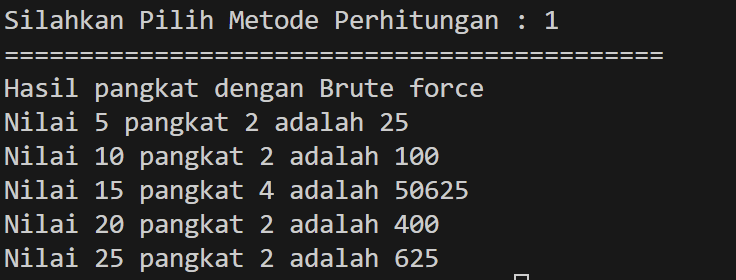 Silahkan Pilih Metode Perhitungan : 1
============================================
Hasil pangkat dengan Brute force
Nilai 5 pangkat 2 adalah 25
Nilai 10 pangkat 2 adalah 100
Nilai 15 pangkat 4 adalah 50625
Nilai 20 pangkat 2 adalah 400
Nilai 25 pangkat 2 adalah 625